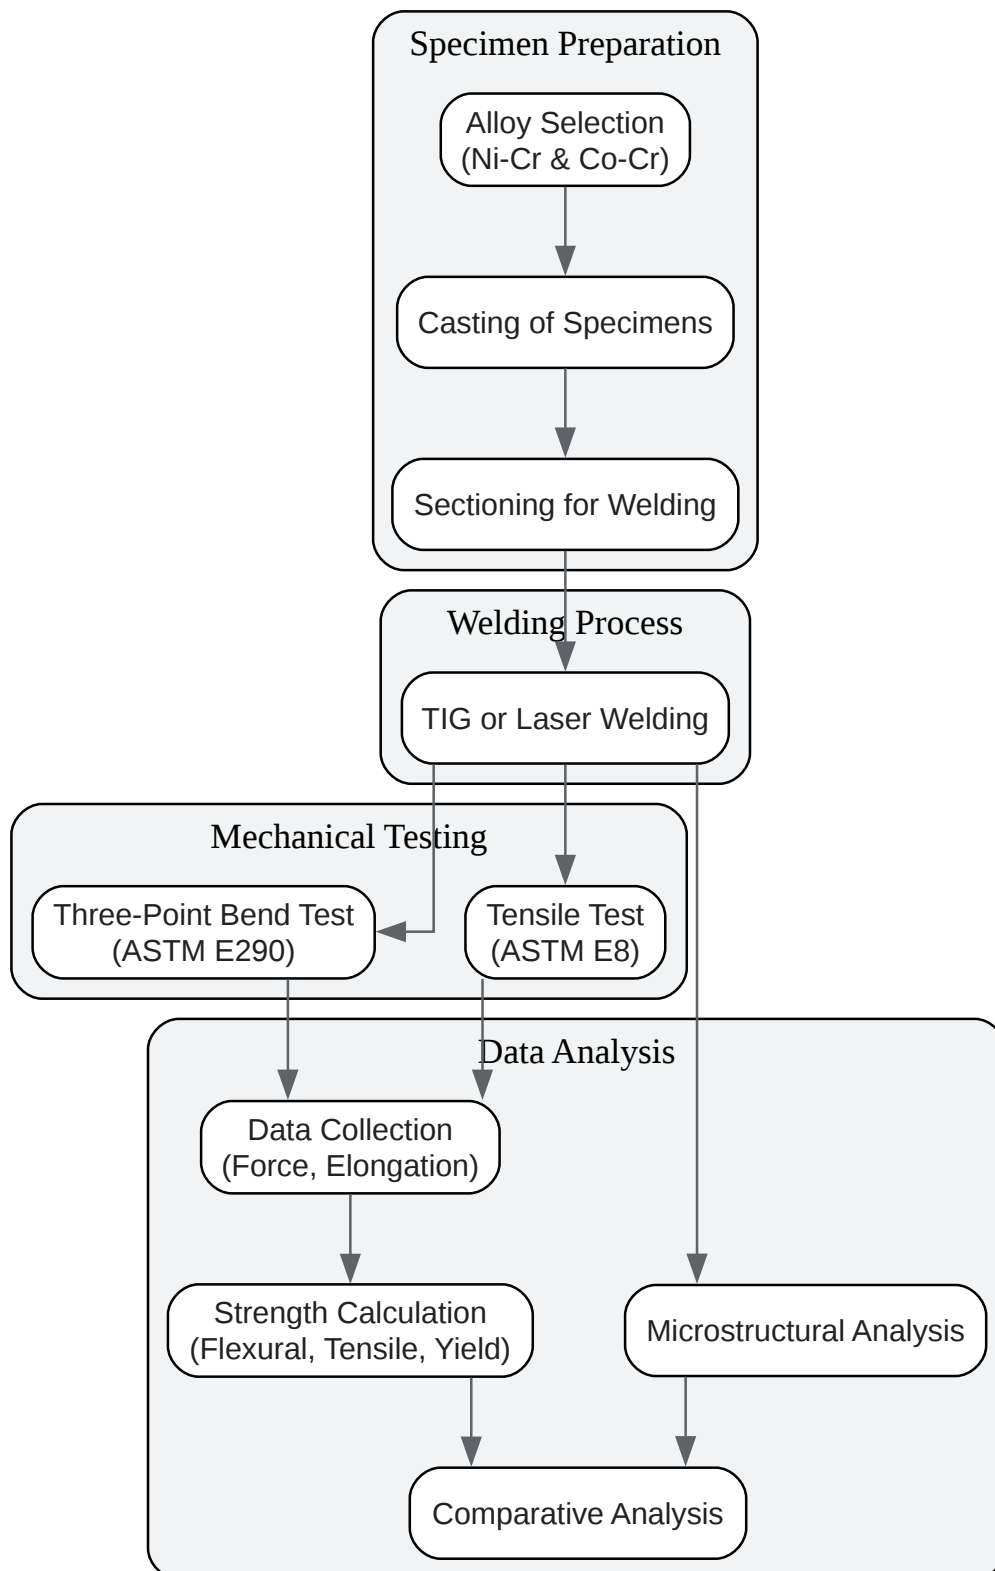 Specimen Preparation
Alloy Selection
(Ni-Cr & Co-Cr)
Casting of Specimens
Sectioning for Welding
Welding Process
TIG or Laser Welding
Mechanical Testing
Three-Point Bend Test
(ASTM E290)
Tensile Test
(ASTM E8)
Data Analysis
Data Collection
(Force, Elongation)
Strength Calculation
(Flexural, Tensile, Yield)
Microstructural Analysis
Comparative Analysis